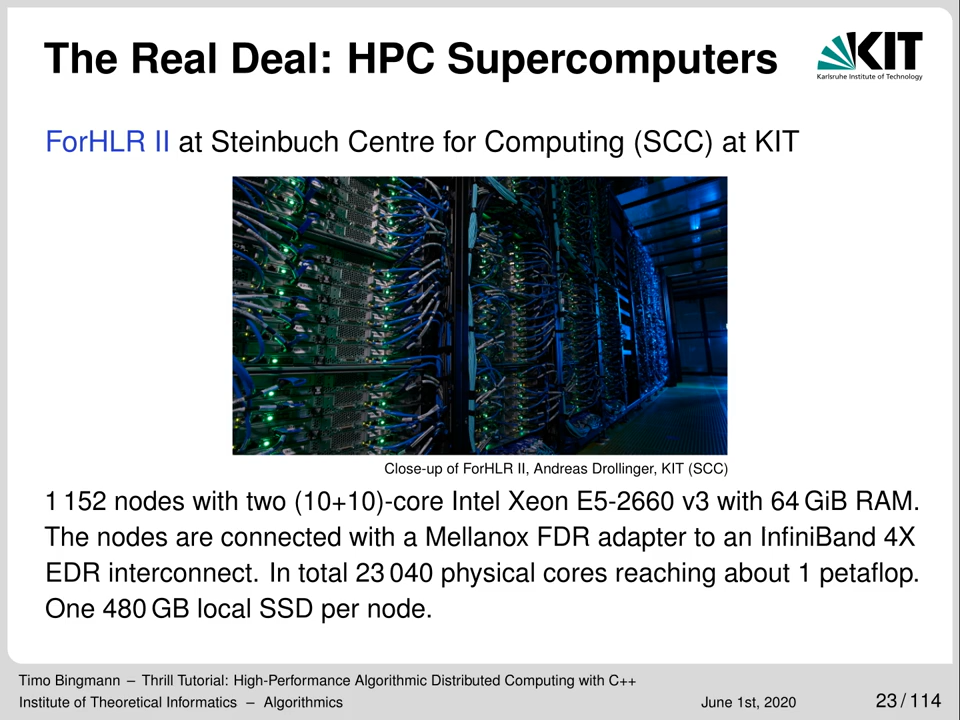 The Real Deal: HPC Supercomputers
KIT
Karlsruhe Institute of Technology
ForHLR II at Steinbuch Centre for Computing (SCC) at KIT
Close-up of ForHLR II, Andreas Drollinger, KIT (SCC)
1 152 nodes with two (10+10)-core Intel Xeon E5-2660 v3 with 64 GiB RAM.
The nodes are connected with a Mellanox FDR adapter to an InfiniBand 4X
EDR interconnect. In total 23 040 physical cores reaching about 1 petaflop.
One 480 GB local SSD per node.
Timo Bingmann – Thrill Tutorial: High-Performance Algorithmic Distributed Computing with C++
Institute of Theoretical Informatics – Algorithmics
June 1st, 2020
23 / 114